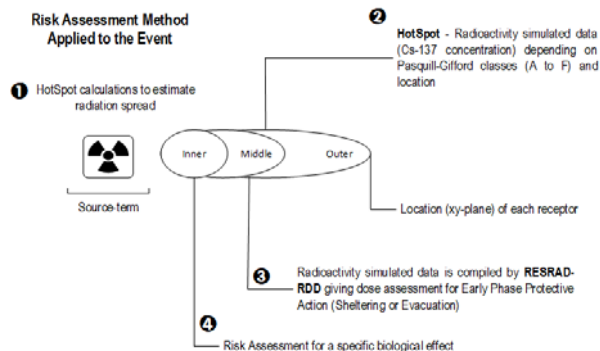 Risk Assessment Method
Applied to the Event
❶ HotSpot calculations to estimate
radiation spread
Source-term
Inner
Middle
Outer
❷
HotSpot - Radioactivity simulated data
(Cs-137 concentration) depending on
Pasquill-Gifford classes (A to F) and
location
Location (xy-plane) of each receptor
❸
Radioactivity simulated data is compiled by RESRAD-
RDD giving dose assessment for Early Phase Protective
Action (Sheltering or Evacuation)
❹
Risk Assessment for a specific biological effect